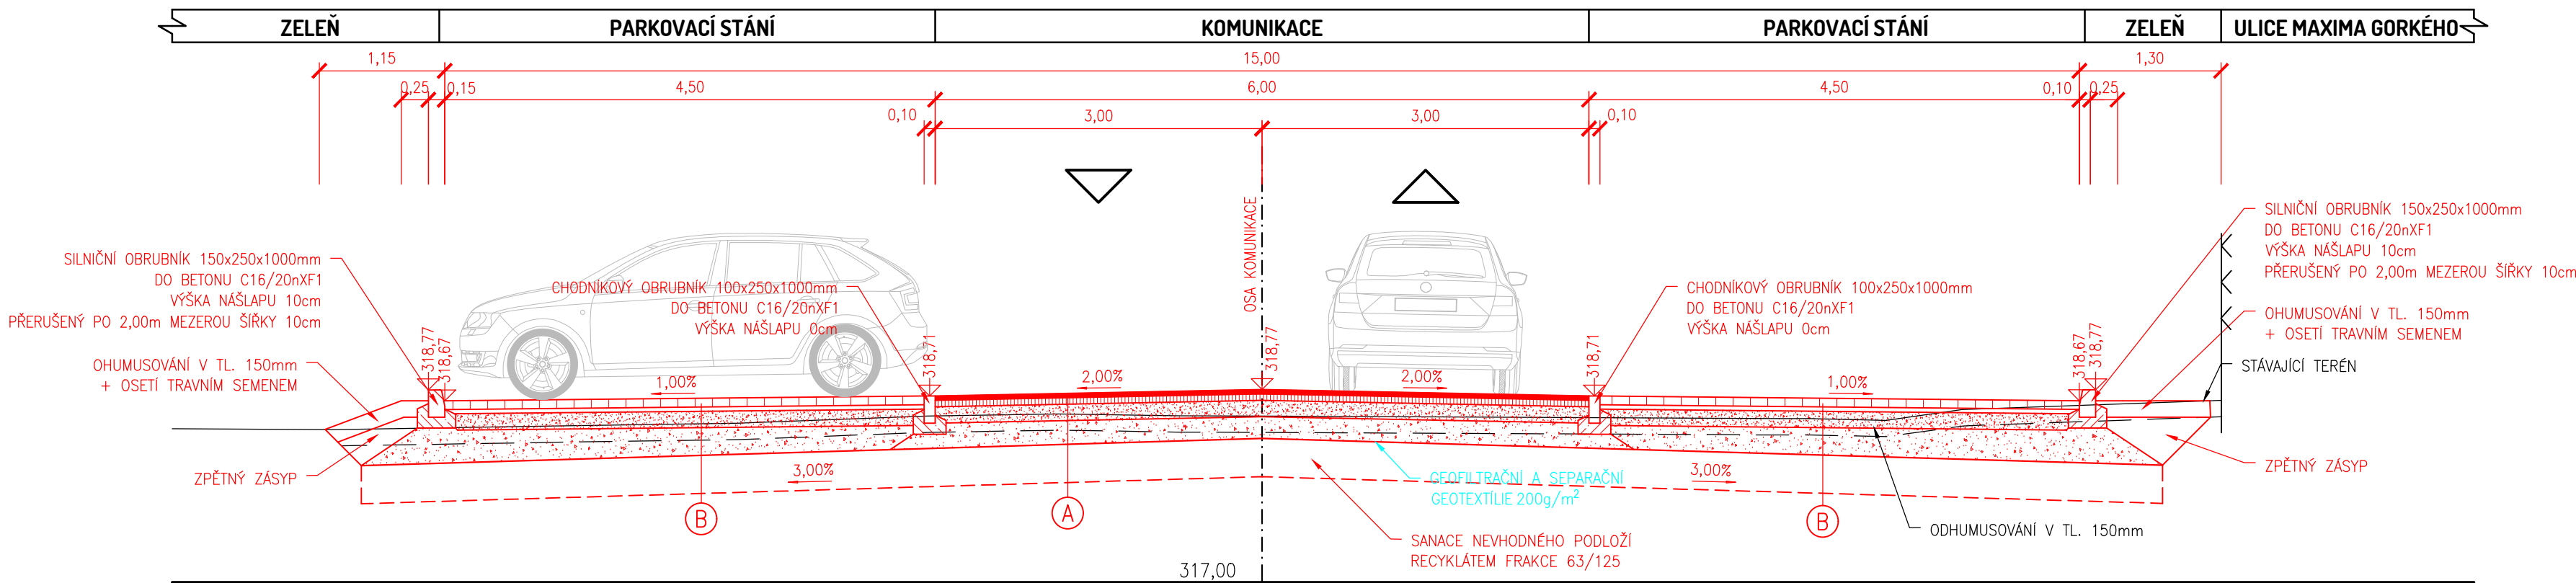 ZELEŇ
PARKOVACÍ STÁNÍ
KOMUNIKACE
PARKOVACÍ STÁNÍ
ZELEŇ
ULICE MAXIMA GORKÉHO
1,15
15,00
1,30
0,25
0,15
4,50
6,00
4,50
0,10
0,25
0,10
3,00
3,00
0,10
OSA KOMUNIKACE
SILNIČNÍ OBRUBNÍK 150x250x1000mm
DO BETONU C16/20nXF1
VÝŠKA NÁŠLAPU 10cm
PŘERUŠENÝ PO 2,00m MEZEROU ŠÍŘKY 10cm
CHODNÍKOVÝ OBRUBNÍK 100x250x1000mm
DO BETONU C16/20nXF1
VÝŠKA NÁŠLAPU 0cm
CHODNÍKOVÝ OBRUBNÍK 100x250x1000mm
DO BETONU C16/20nXF1
VÝŠKA NÁŠLAPU 0cm
SILNIČNÍ OBRUBNÍK 150x250x1000mm
DO BETONU C16/20nXF1
VÝŠKA NÁŠLAPU 10cm
PŘERUŠENÝ PO 2,00m MEZEROU ŠÍŘKY 10cm
OHUMUSOVÁNÍ V TL. 150mm
+ OSETÍ TRAVNÍM SEMENEM
318,77
318,67
318,71
318,77
318,71
318,67
318,77
OHUMUSOVÁNÍ V TL. 150mm
+ OSETÍ TRAVNÍM SEMENEM
STÁVAJÍCÍ TERÉN
1,00%
2,00%
2,00%
1,00%
ZPĚTNÝ ZÁSYP
3,00%
GEOFILTRAČNÍ A SEPARAČNÍ
GEOTEXTÍLIE 200g/m²
3,00%
ZPĚTNÝ ZÁSYP
B
A
B
ODHUMUSOVÁNÍ V TL. 150mm
SANACE NEVHODNÉHO PODLOŽÍ
RECYKLÁTEM FRAKCE 63/125
317,00